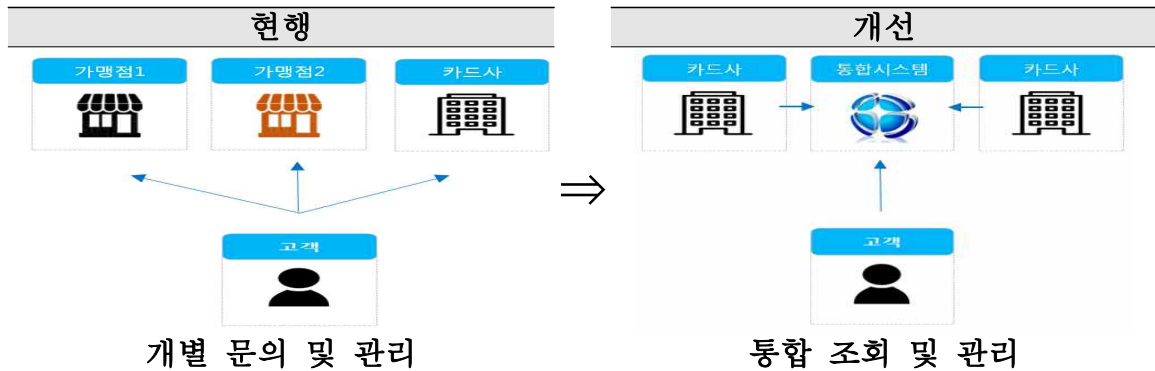 현행
가맹점1
가맹점2
카드사
고객
개별 문의 및 관리
⇒
개선
카드사
통합시스템
카드사
고객
통합 조회 및 관리